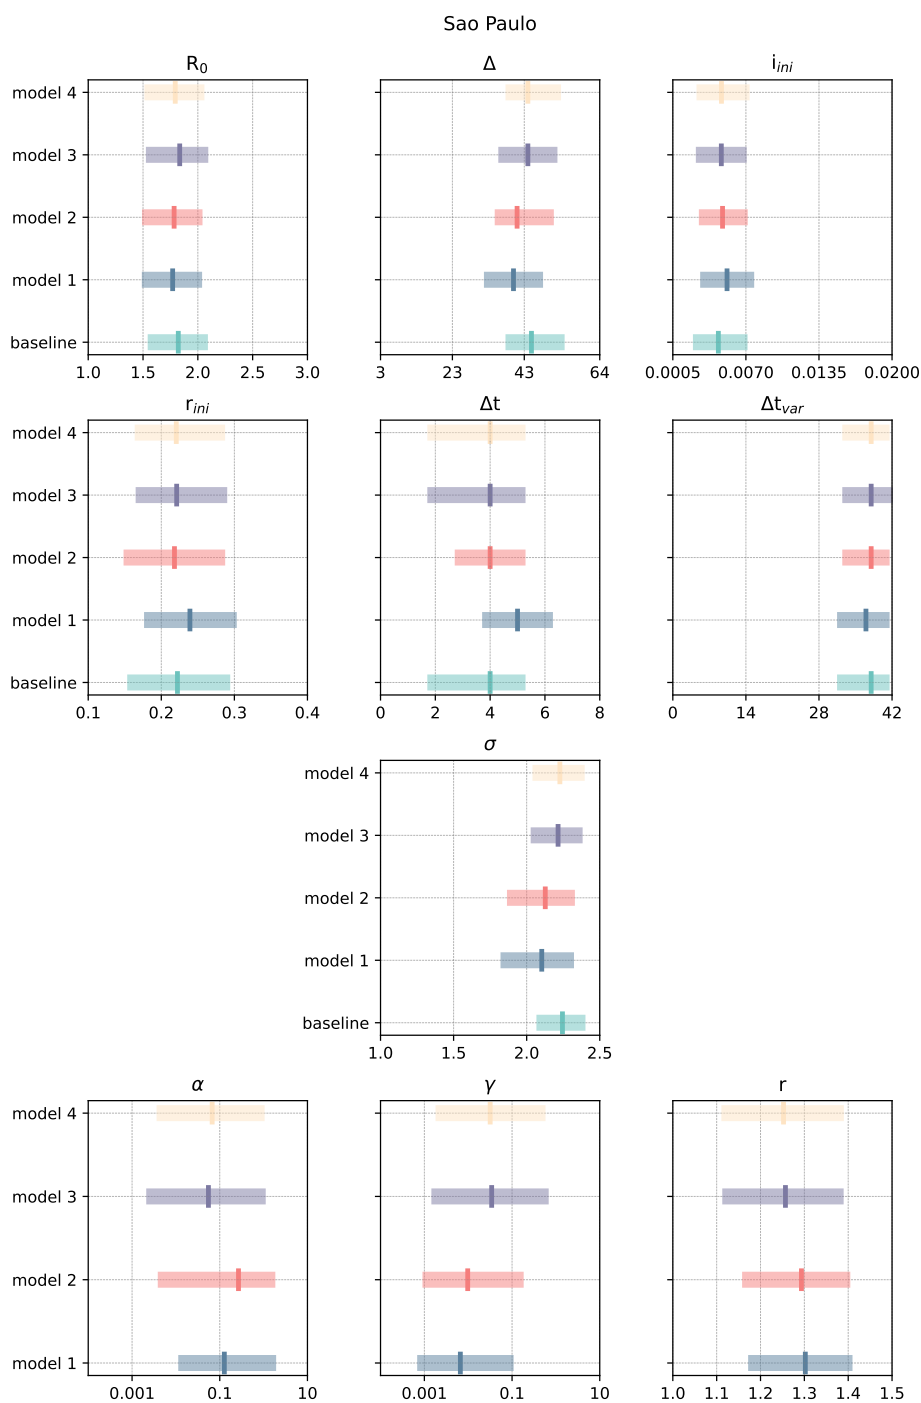 Sao Paulo
R₀ Δ i_ini
model 4
model 3
model 2
model 1
baseline
1.0 1.5 2.0 2.5 3.0 3 23 43 64 0.0005 0.0070 0.0135 0.0200
r_ini Δt Δt_var
model 4
model 3
model 2
model 1
baseline
0.1 0.2 0.3 0.4 0 2 4 6 8 0 14 28 42
σ
model 4
model 3
model 2
model 1
baseline
1.0 1.5 2.0 2.5
α γ r
model 4
model 3
model 2
model 1
0.001 0.1 10 0.001 0.1 10 1.0 1.1 1.2 1.3 1.4 1.5